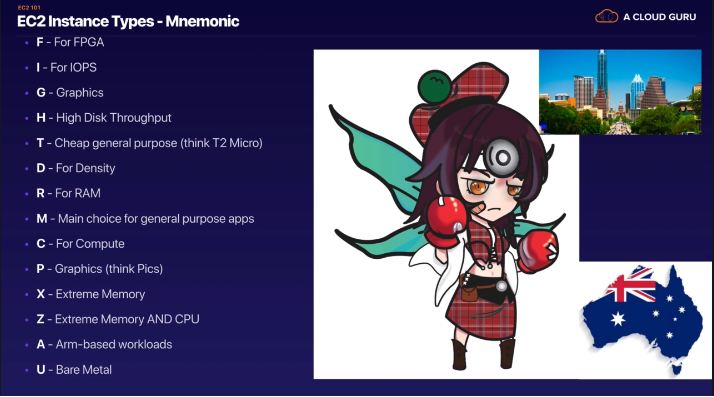 EC2 101
EC2 Instance Types - Mnemonic
A CLOUD GURU
• F - For FPGA
• I - For IOPS
• G - Graphics
• H - High Disk Throughput
• T - Cheap general purpose (think T2 Micro)
• D - For Density
• R - For RAM
• M - Main choice for general purpose apps
• C - For Compute
• P - Graphics (think Pics)
• X - Extreme Memory
• Z - Extreme Memory AND CPU
• A - Arm-based workloads
• U - Bare Metal